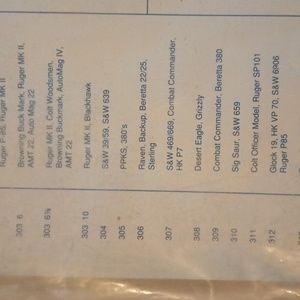 Ruger P-85, Ruger MK II
303 6 Browning Buck Mark, Ruger MK II,
AMT 22, Auto Mag 22
303 6⅞ Ruger MK II, Colt Woodsmen,
Browning Buckmark, AutoMag IV,
AMT 22
303 10 Ruger MK II, Blackhawk
304 S&W 39/59, S&W 639
305 PPKS, 380's
306 Raven, Backup, Beretta 22/25,
Sterling
307 S&W 469/669, Combat Commander,
HK P7
308 Desert Eagle, Grizzly
309 Combat Commander, Beretta 380
310 Sig Saur, S&W 659
311 Colt Officer Model, Ruger SP101
312 Glock 19, HK VP 70, S&W 6906
Ruger P85